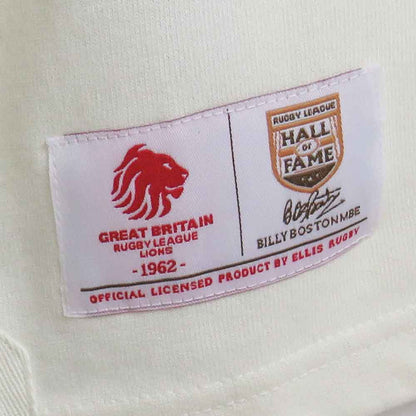 GREAT BRITAIN
RUGBY LEAGUE
LIONS
-1962-
RUGBY LEAGUE
HALL
OF
FAME
BILLY BOSTON MBE
OFFICIAL LICENSED PRODUCT BY ELLIS RUGBY